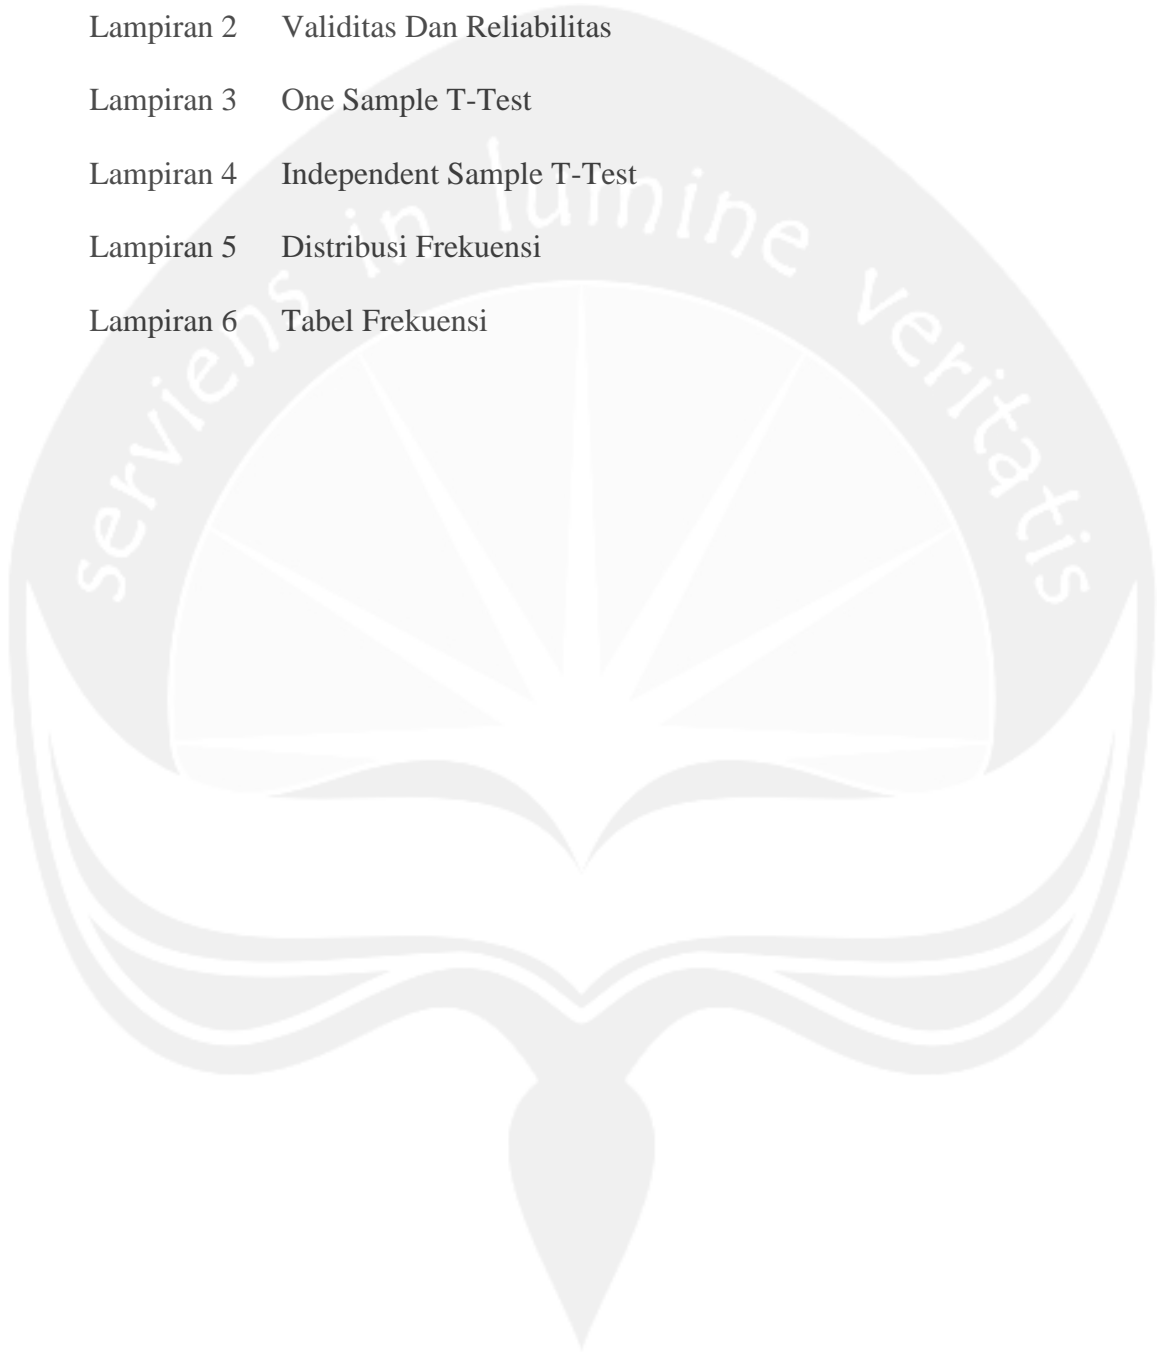 Lampiran 2 Validitas Dan Reliabilitas
Lampiran 3 One Sample T-Test
Lampiran 4 Independent Sample T-Test
Lampiran 5 Distribusi Frekuensi
Lampiran 6 Tabel Frekuensi
serviens in lumine veritatis